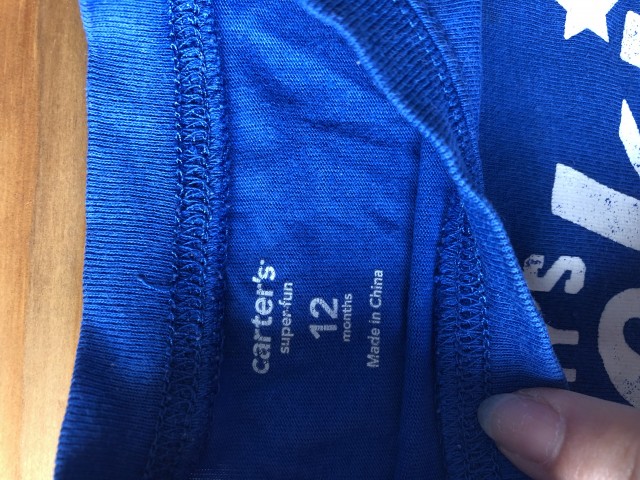 carter's
super-fun
12
months
Made in China